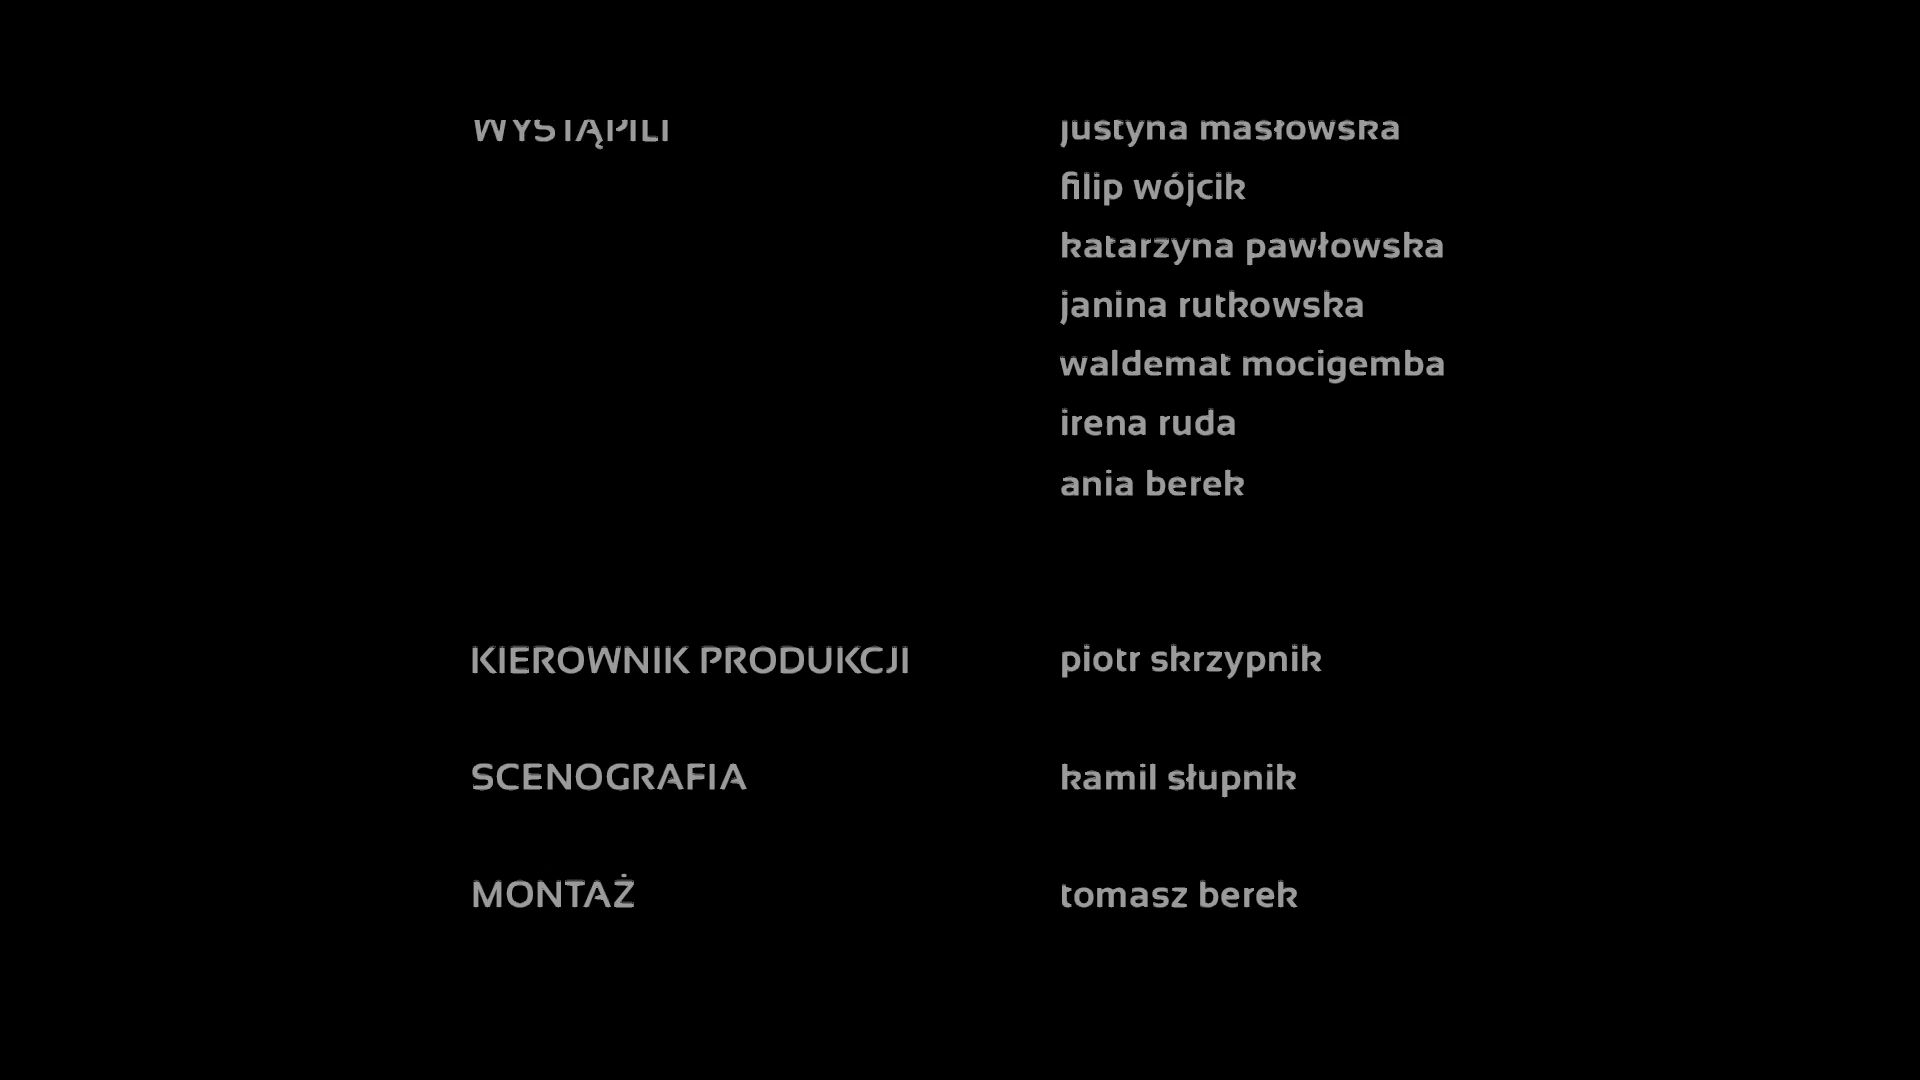 WYSTĄPILI justyna masłowska
filip wójcik
katarzyna pawłowska
janina rutkowska
waldemat mocigemba
irena ruda
ania berek
KIEROWNIK PRODUKCJI piotr skrzypnik
SCENOGRAFIA kamil słupnik
MONTAŻ tomasz berek